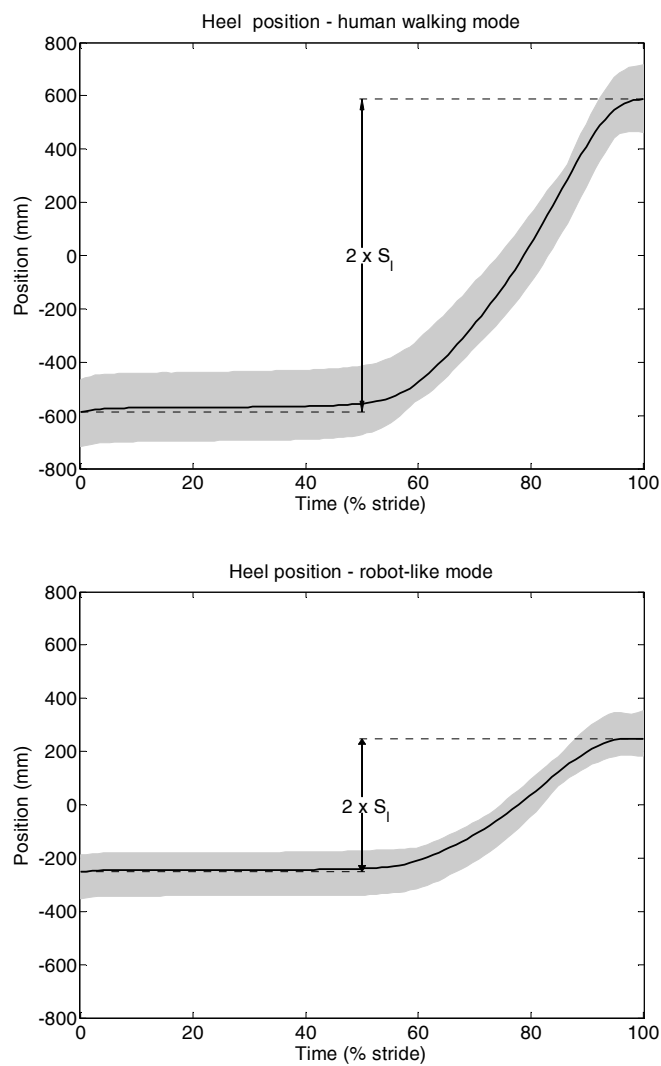 Heel position - human walking mode
800
600
400
200
0
-200
-400
-600
-800
Position (mm)
2 x S_l
0 20 40 60 80 100
Time (% stride)
Heel position - robot-like mode
800
600
400
200
0
-200
-400
-600
-800
Position (mm)
2 x S_l
0 20 40 60 80 100
Time (% stride)